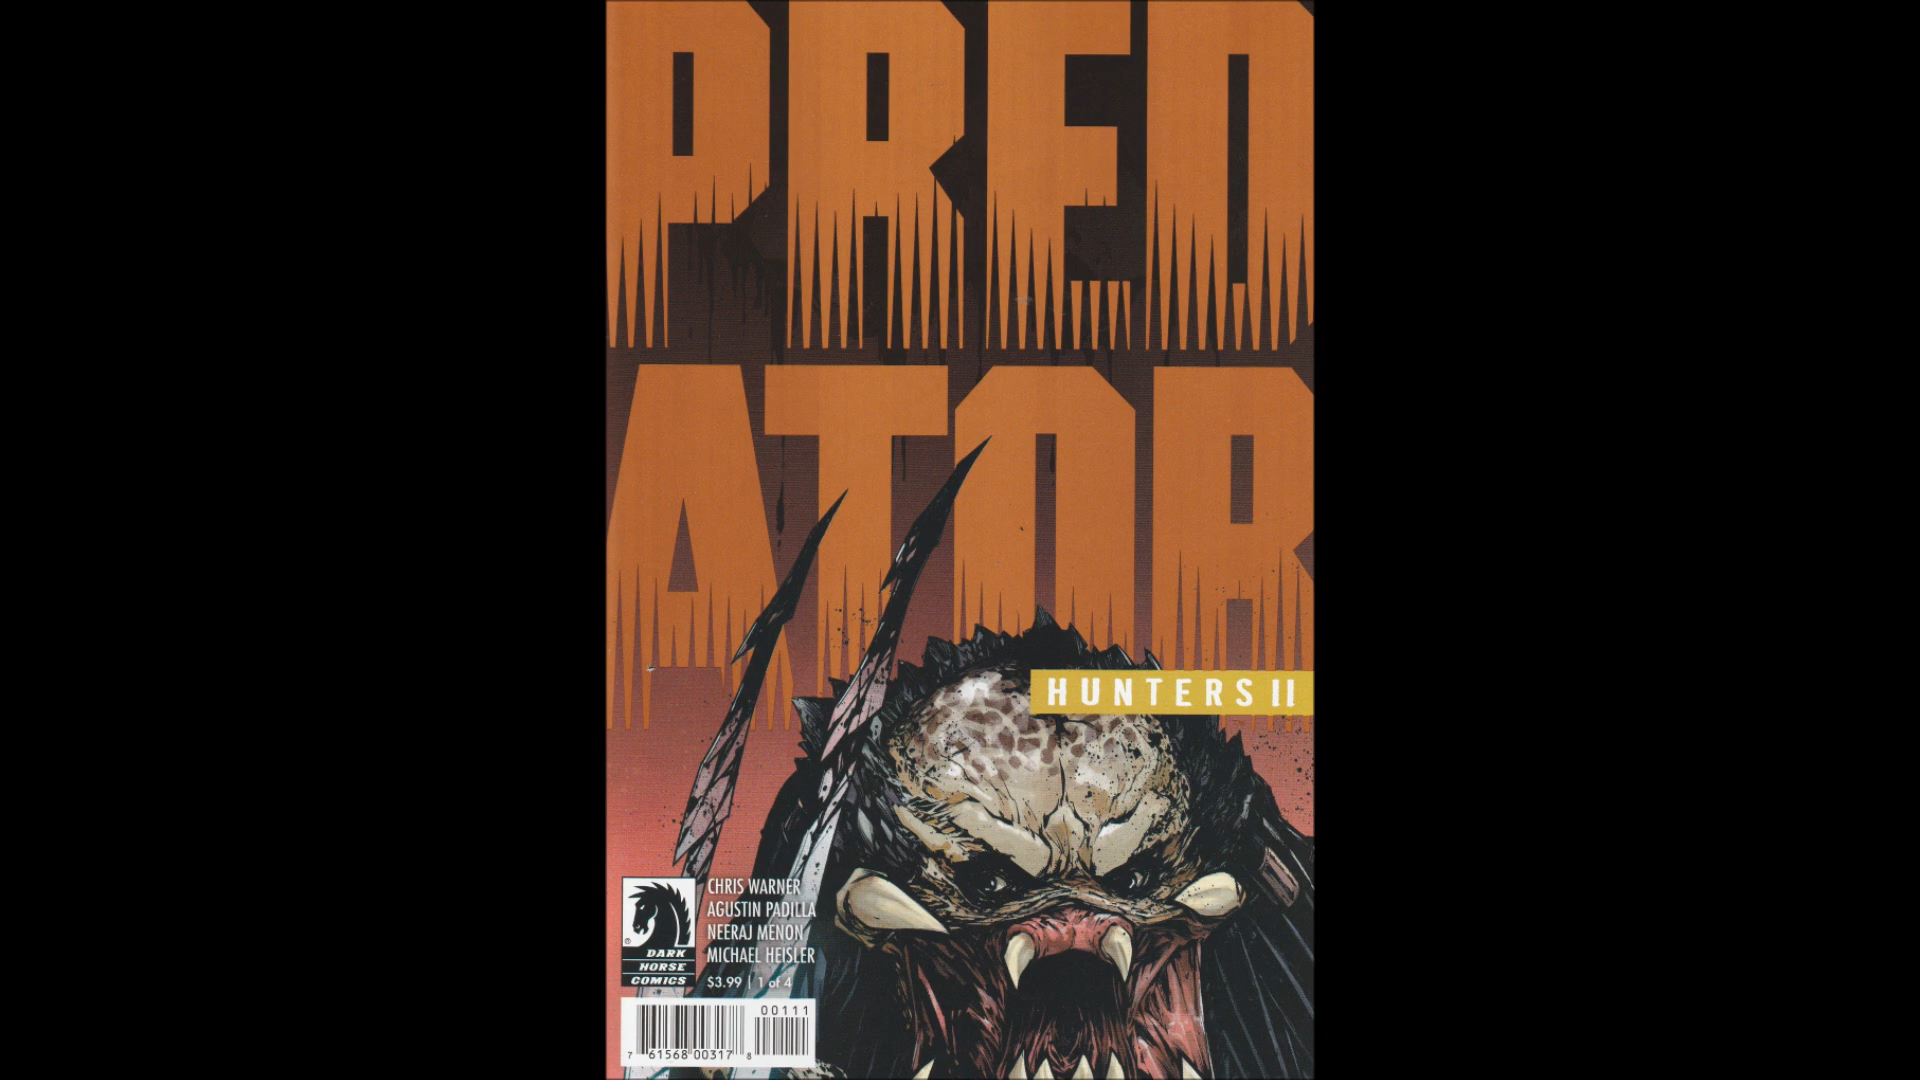 PRED
ATOR
HUNTERS II
CHRIS WARNER
AGUSTIN PADILLA
NEERAJ MENON
MICHAEL HEISLER
$3.99 | 1 of 4
®
DARK
HORSE
COMICS
00111
7 61568 00317 8